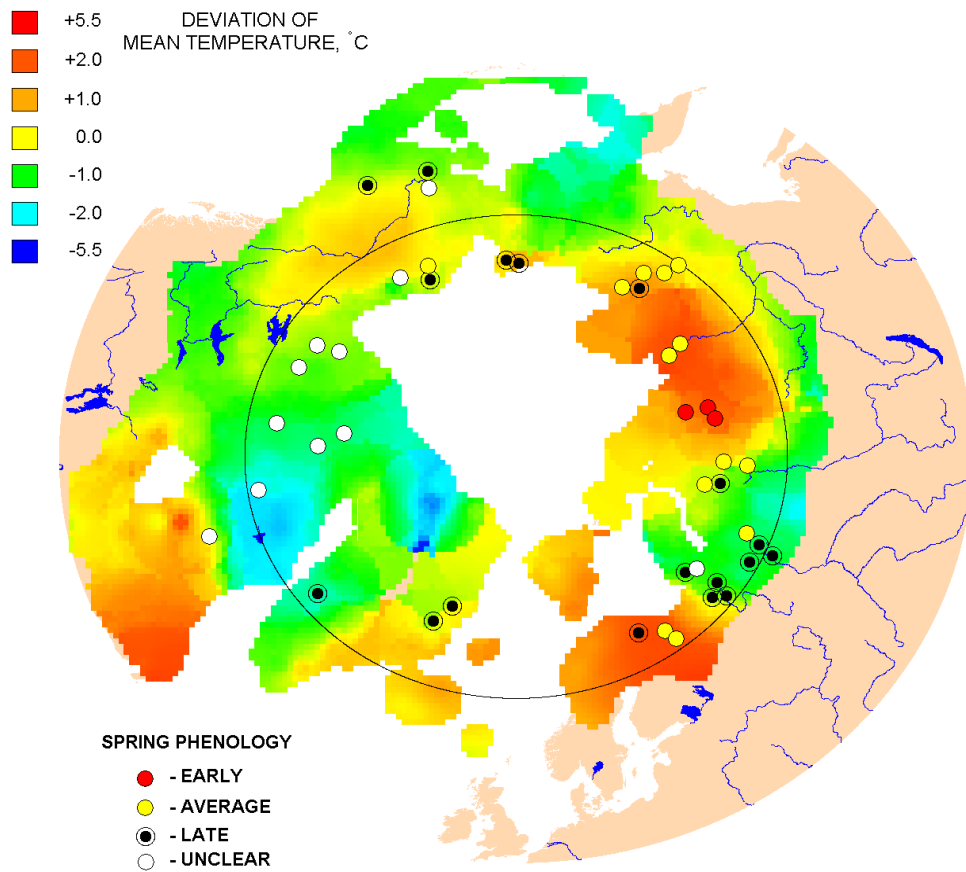 DEVIATION OF
MEAN TEMPERATURE, °C
+5.5
+2.0
+1.0
0.0
-1.0
-2.0
-5.5
SPRING PHENOLOGY
- EARLY
- AVERAGE
- LATE
- UNCLEAR